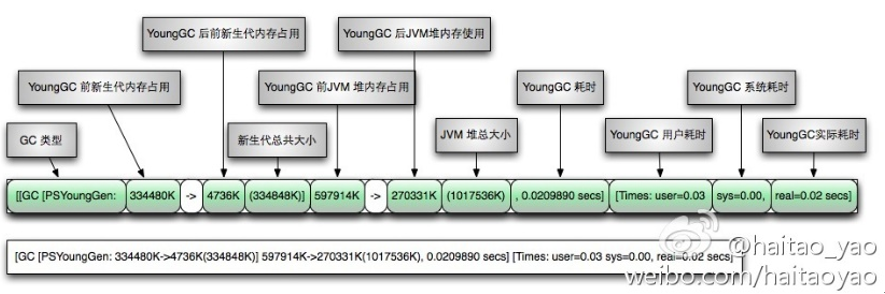 YoungGC 后前新生代内存占用
YoungGC 后JVM堆内存使用
YoungGC 前新生代内存占用
YoungGC 前JVM 堆内存占用
YoungGC 耗时
YoungGC 系统耗时
GC 类型
新生代总共大小
JVM 堆总大小
YoungGC 用户耗时
YoungGC实际耗时
[[GC [PSYoungGen: 334480K -> 4736K (334848K)] 597914K -> 270331K (1017536K) , 0.0209890 secs] [Times: user=0.03 sys=0.00, real=0.02 secs]
[GC [PSYoungGen: 334480K->4736K(334848K)] 597914K->270331K(1017536K), 0.0209890 secs] [Times: user=0.03 sys=0.00, real=0.02 secs]
@haitao_yao
weibo.com/haitaoyao